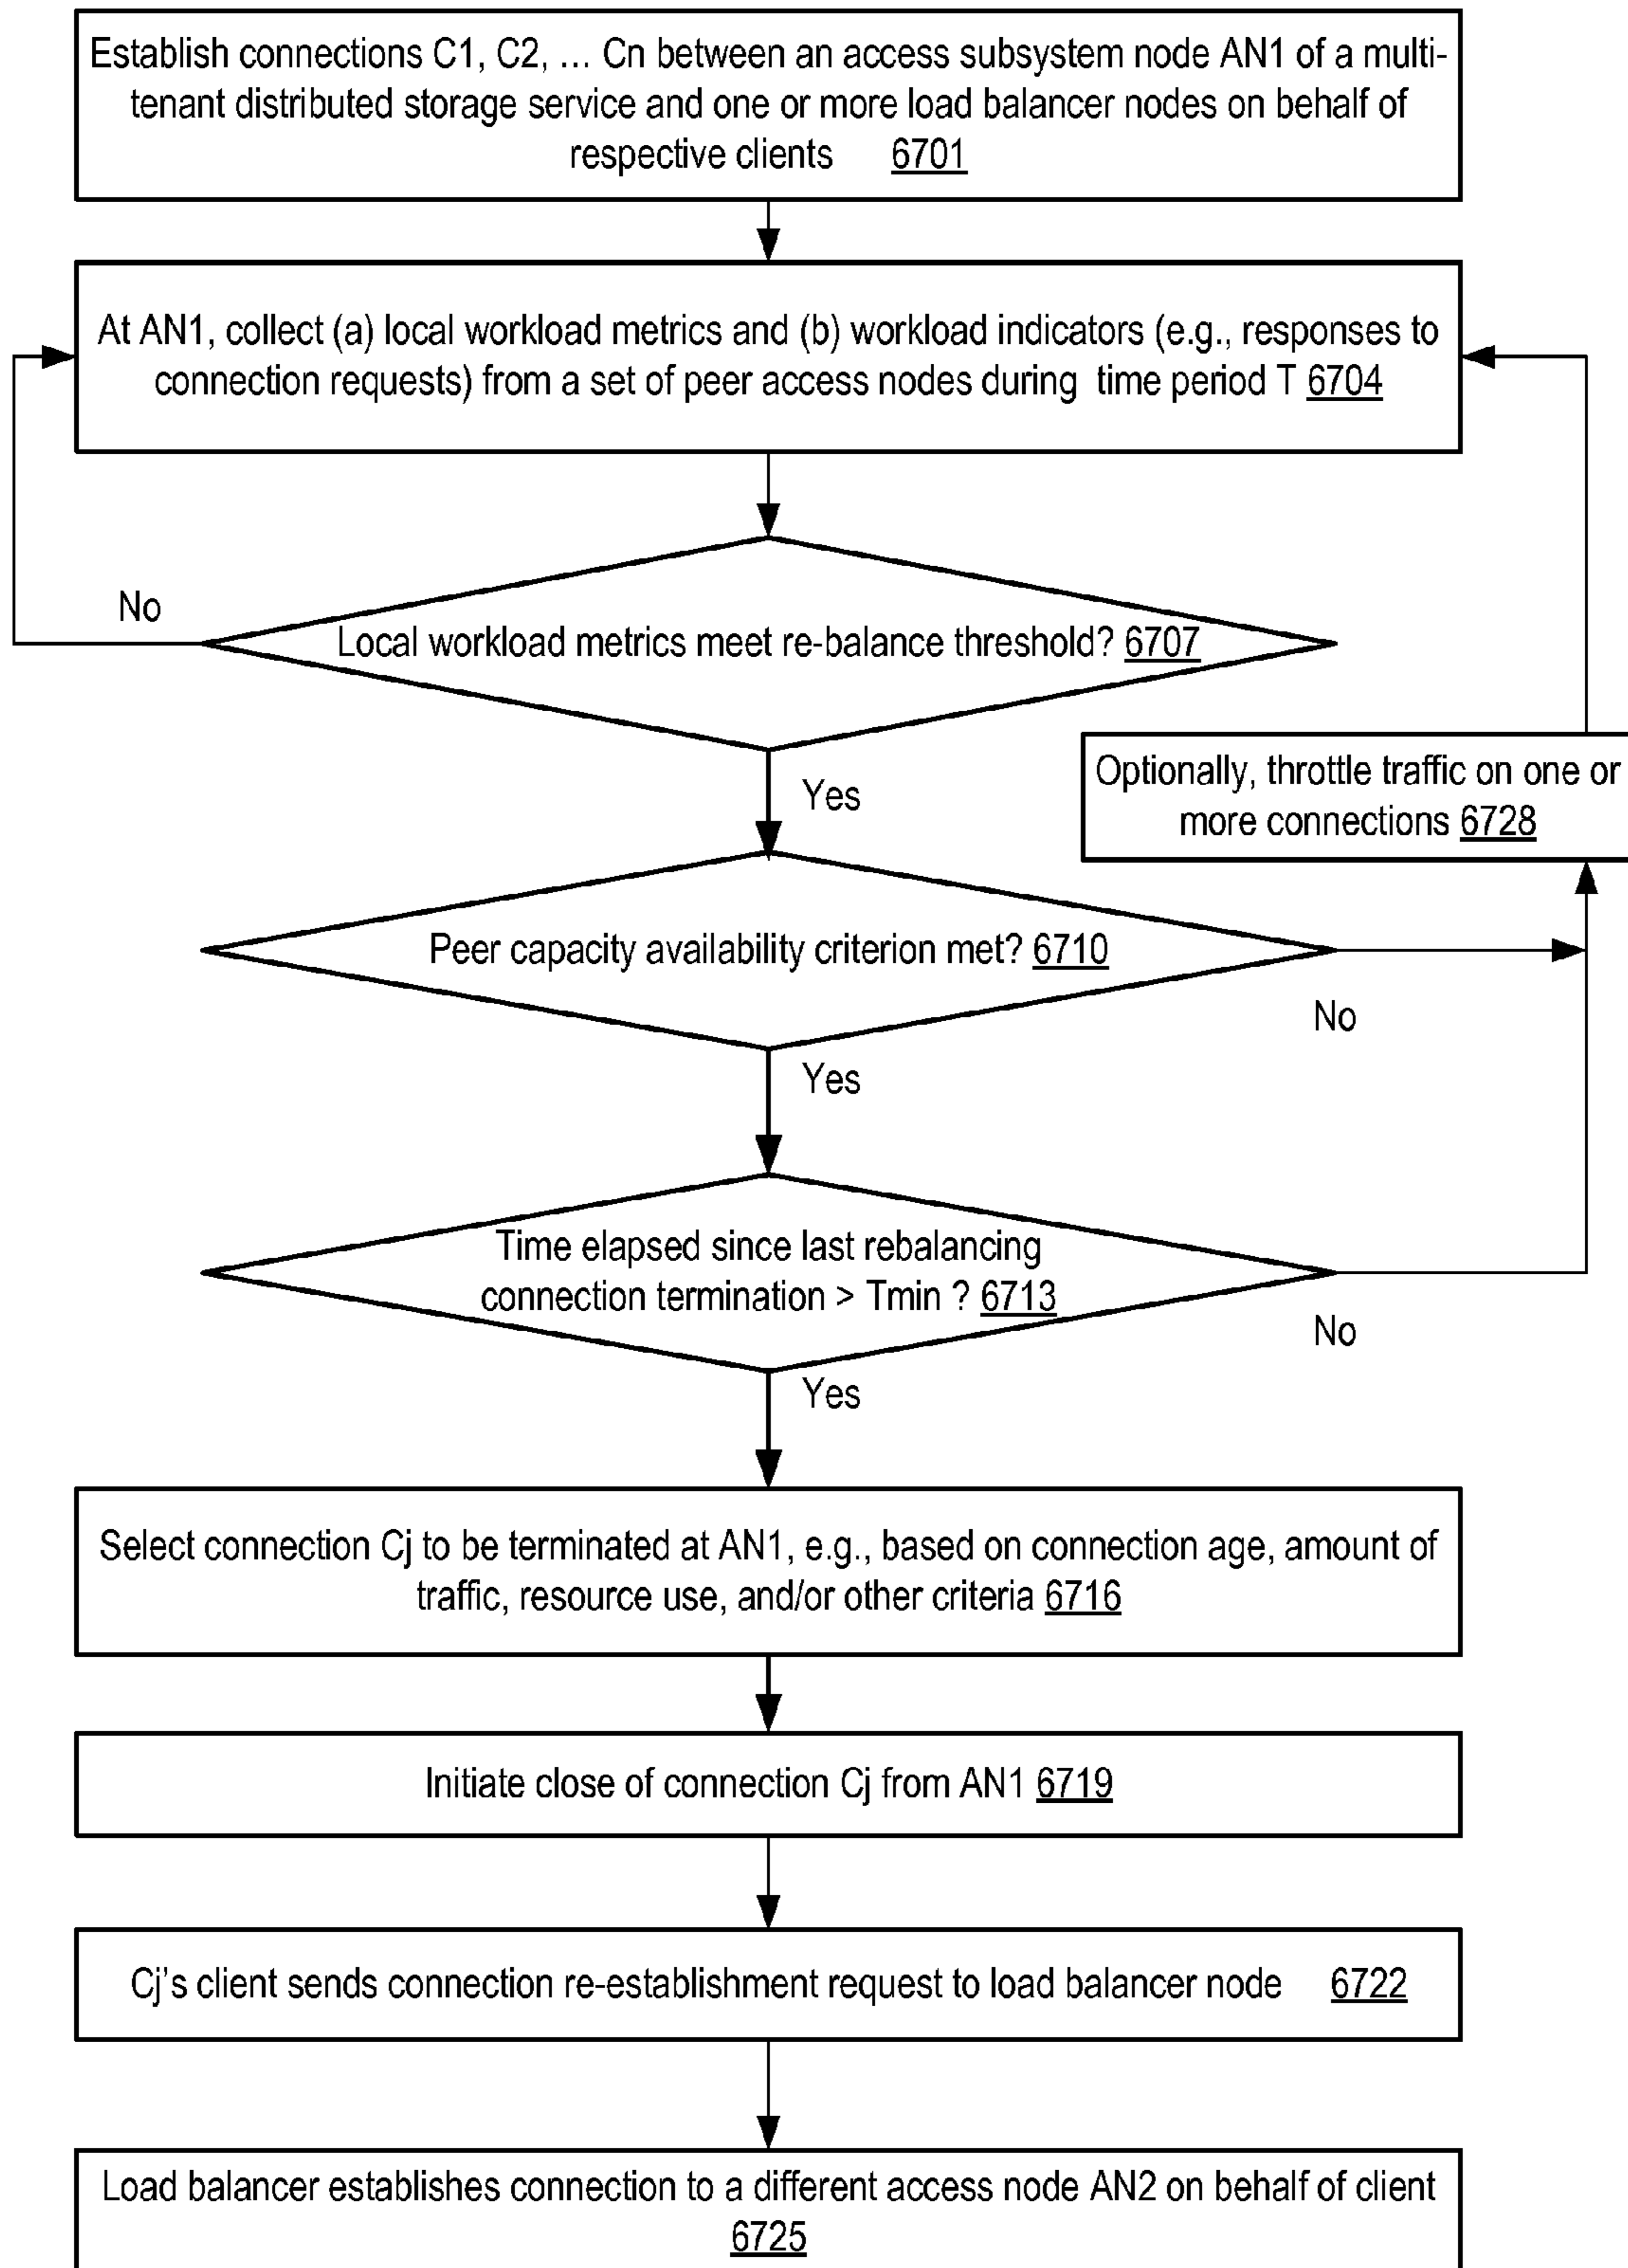 Establish connections C1, C2, ... Cn between an access subsystem node AN1 of a multi-
tenant distributed storage service and one or more load balancer nodes on behalf of
respective clients 6701
At AN1, collect (a) local workload metrics and (b) workload indicators (e.g., responses to
connection requests) from a set of peer access nodes during time period T 6704
No
Local workload metrics meet re-balance threshold? 6707
Yes
Optionally, throttle traffic on one or
more connections 6728
Peer capacity availability criterion met? 6710
No
Yes
Time elapsed since last rebalancing
connection termination > Tmin ? 6713
No
Yes
Select connection Cj to be terminated at AN1, e.g., based on connection age, amount of
traffic, resource use, and/or other criteria 6716
Initiate close of connection Cj from AN1 6719
Cj's client sends connection re-establishment request to load balancer node 6722
Load balancer establishes connection to a different access node AN2 on behalf of client
6725